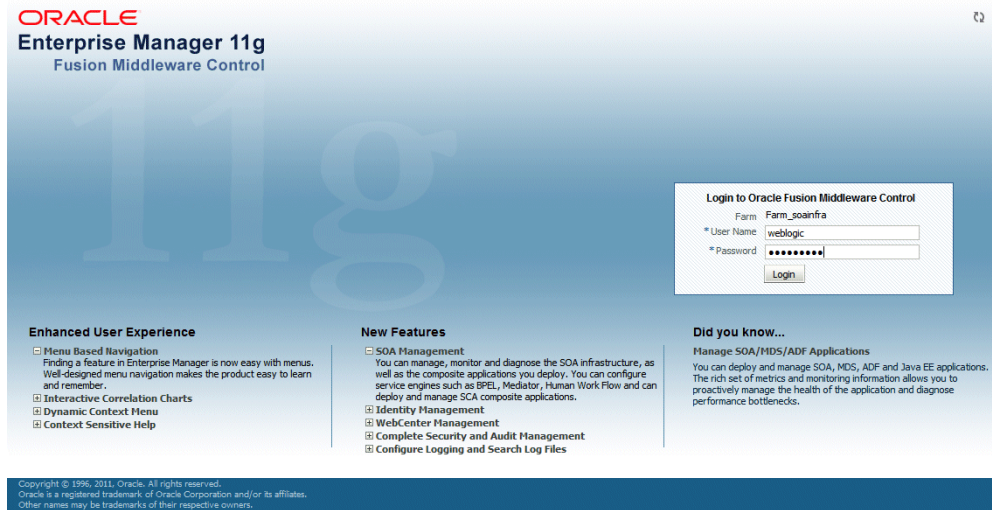 ORACLE
Enterprise Manager 11g
Fusion Middleware Control
11g
Login to Oracle Fusion Middleware Control
Farm Farm_soainfra
* User Name weblogic
* Password •••••••••
Login
Enhanced User Experience
Menu Based Navigation
Finding a feature in Enterprise Manager is now easy with menus.
Well-designed menu navigation makes the product easy to learn
and remember.
Interactive Correlation Charts
Dynamic Context Menu
Context Sensitive Help
New Features
SOA Management
You can manage, monitor and diagnose the SOA infrastructure, as
well as the composite applications you deploy. You can configure
service engines such as BPEL, Mediator, Human Work Flow and can
deploy and manage SCA composite applications.
Identity Management
WebCenter Management
Complete Security and Audit Management
Configure Logging and Search Log Files
Did you know...
Manage SOA/MDS/ADF Applications
You can deploy and manage SOA, MDS, ADF and Java EE applications.
The rich set of metrics and monitoring information allows you to
proactively manage the health of the application and diagnose
performance bottlenecks.
Copyright © 1996, 2011, Oracle. All rights reserved.
Oracle is a registered trademark of Oracle Corporation and/or its affiliates.
Other names may be trademarks of their respective owners.